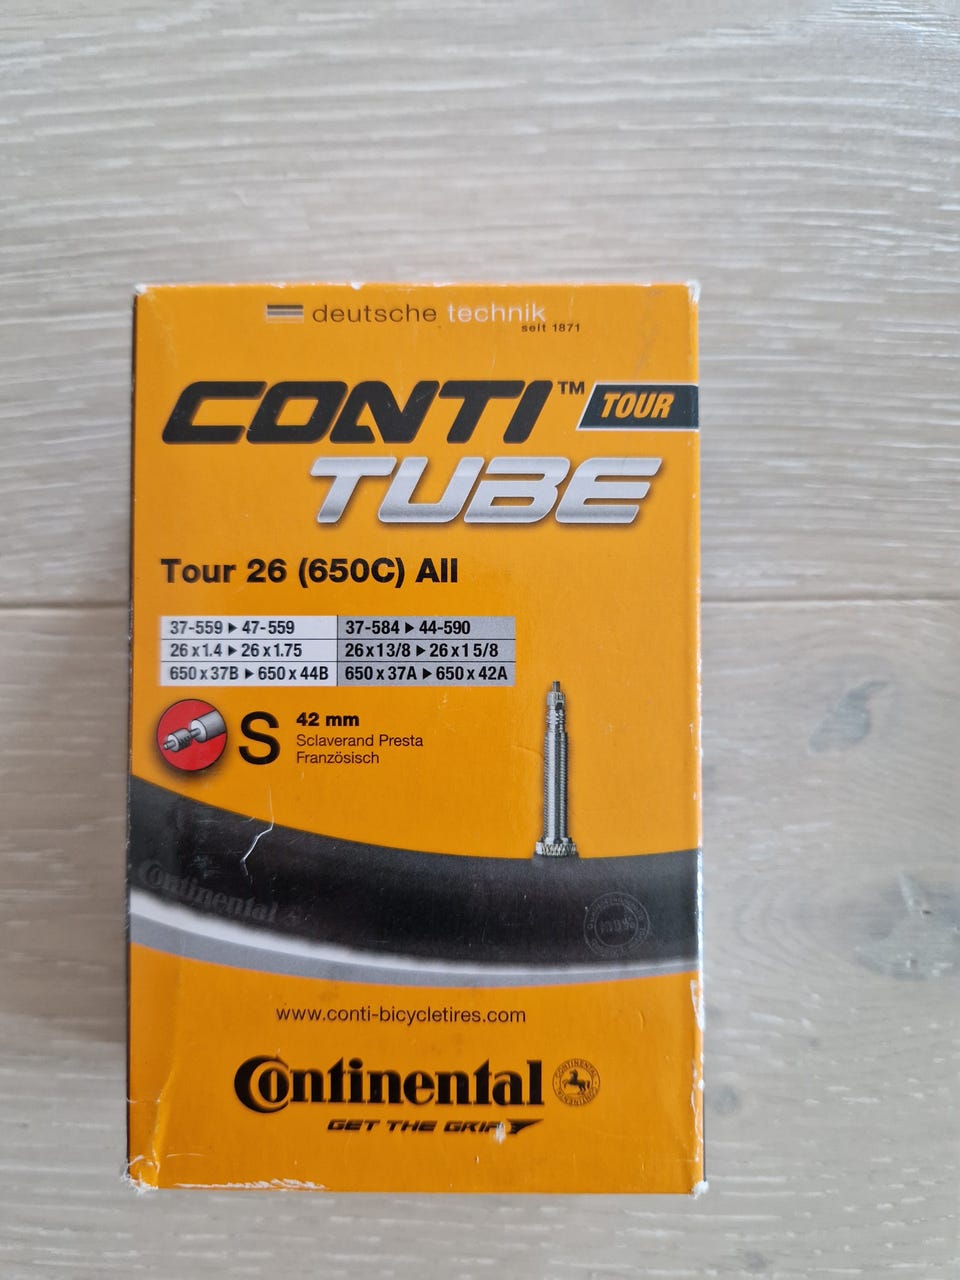 deutsche technik
seit 1871
CONTI™ TOUR
TUBE
Tour 26 (650C) All
37-559 ▸ 47-559 37-584 ▸ 44-590
26 x 1.4 ▸ 26 x 1.75 26 x 1 3/8 ▸ 26 x 1 5/8
650 x 37B ▸ 650 x 44B 650 x 37A ▸ 650 x 42A
S 42 mm
Sclaverand Presta
Französisch
Continental
www.conti-bicycletires.com
Continental
GET THE GRIP